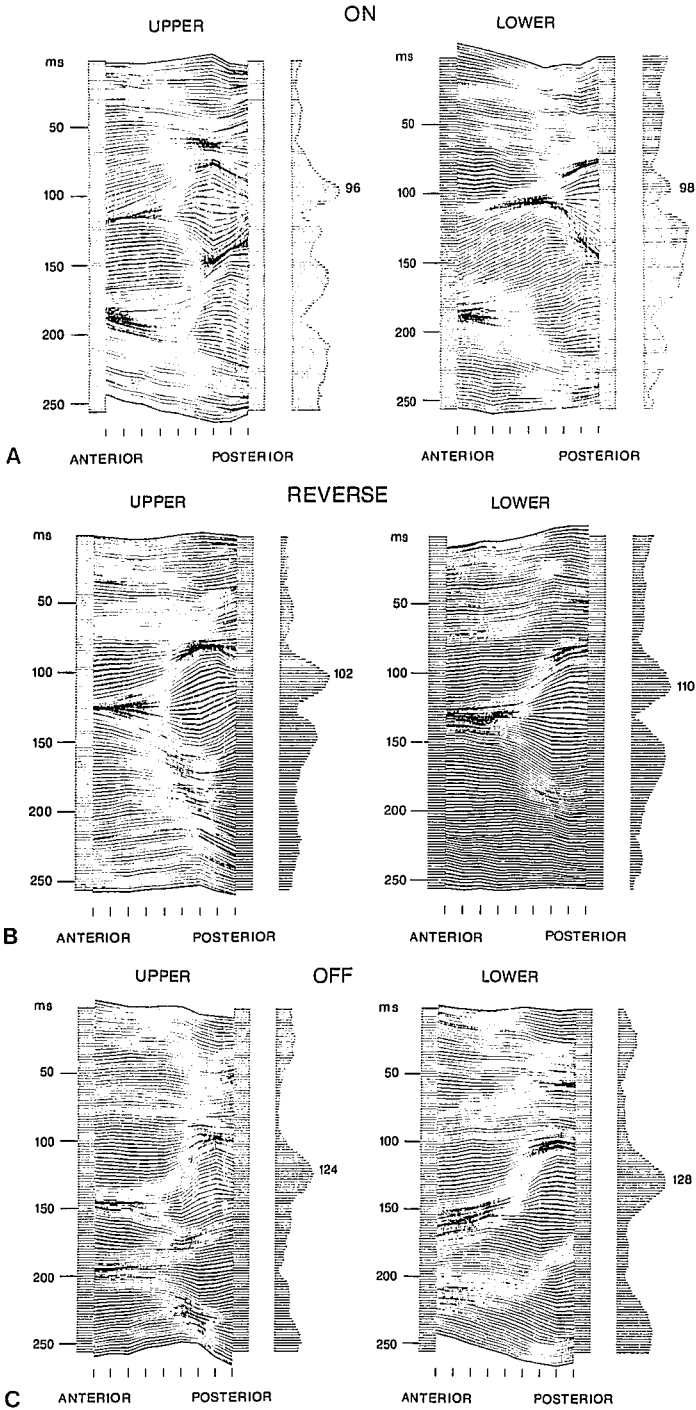 ON
UPPER
LOWER
ms
50
100
150
200
250
96
ms
50
100
150
200
250
98
A
ANTERIOR POSTERIOR
ANTERIOR POSTERIOR
REVERSE
UPPER
LOWER
ms
50
100
150
200
250
102
ms
50
100
150
200
250
110
B
ANTERIOR POSTERIOR
ANTERIOR POSTERIOR
OFF
UPPER
LOWER
ms
50
100
150
200
250
124
ms
50
100
150
200
250
128
C
ANTERIOR POSTERIOR
ANTERIOR POSTERIOR